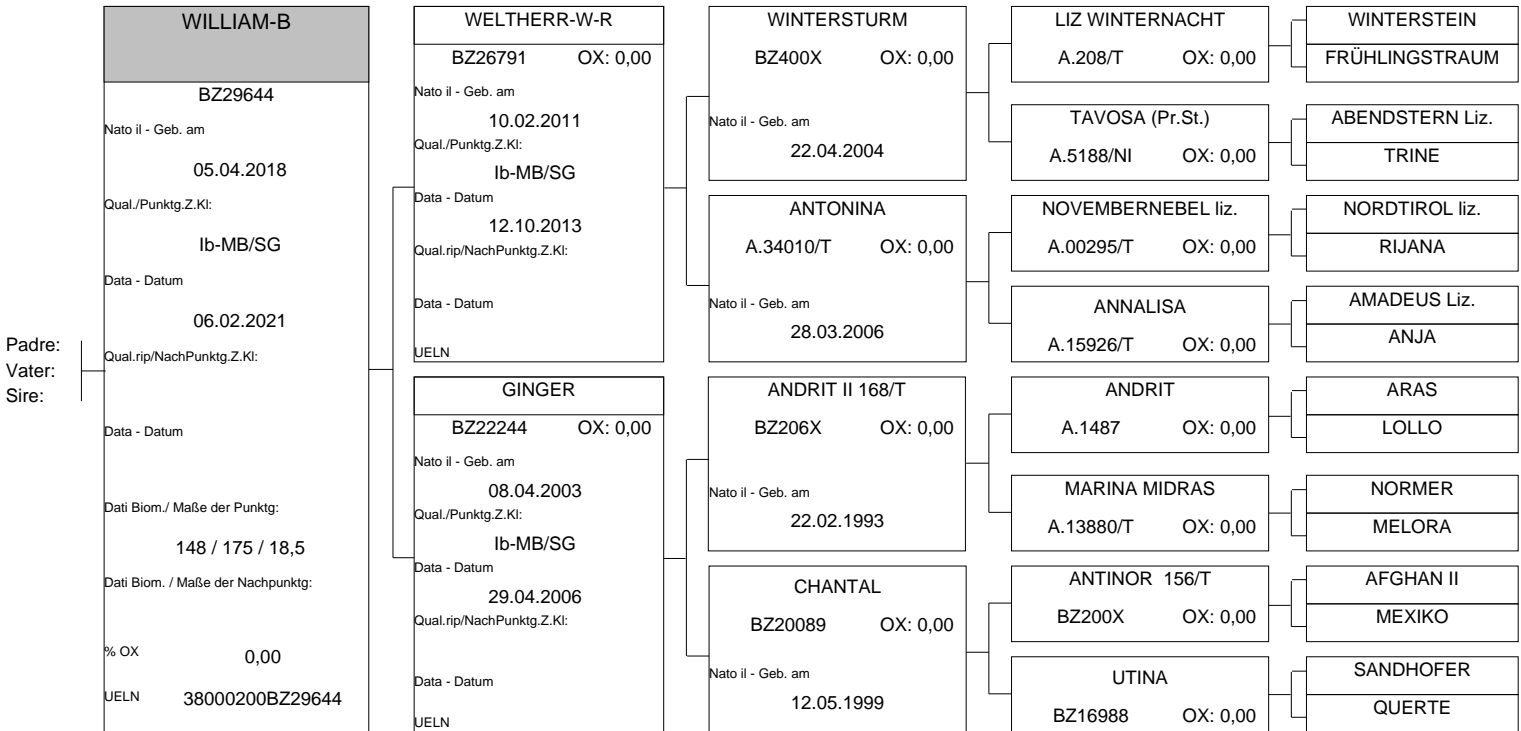 Padre:
Vater:
Sire:
WILLIAM-B
BZ29644
Nato il - Geb. am
05.04.2018
Qual./Punktg.Z.Kl:
Ib-MB/SG
Data - Datum
06.02.2021
Qual.rip/NachPunktg.Z.Kl:
Data - Datum
Dati Biom./ Maße der Punktg:
148 / 175 / 18,5
Dati Biom. / Maße der Nachpunktg:
% OX 0,00
UELN 38000200BZ29644
WELTHERR-W-R
BZ26791 OX: 0,00
Nato il - Geb. am
10.02.2011
Qual./Punktg.Z.Kl:
Ib-MB/SG
Data - Datum
12.10.2013
Qual.rip/NachPunktg.Z.Kl:
Data - Datum
UELN
GINGER
BZ22244 OX: 0,00
Nato il - Geb. am
08.04.2003
Qual./Punktg.Z.Kl:
Ib-MB/SG
Data - Datum
29.04.2006
Qual.rip/NachPunktg.Z.Kl:
Data - Datum
UELN
WINTERSTURM
BZ400X OX: 0,00
Nato il - Geb. am
22.04.2004
ANTONINA
A.34010/T OX: 0,00
Nato il - Geb. am
28.03.2006
ANDRIT II 168/T
BZ206X OX: 0,00
Nato il - Geb. am
22.02.1993
CHANTAL
BZ20089 OX: 0,00
Nato il - Geb. am
12.05.1999
LIZ WINTERNACHT
A.208/T OX: 0,00
TAVOSA (Pr.St.)
A.5188/NI OX: 0,00
NOVEMBERNEBEL liz.
A.00295/T OX: 0,00
ANNALISA
A.15926/T OX: 0,00
ANDRIT
A.1487 OX: 0,00
MARINA MIDRAS
A.13880/T OX: 0,00
ANTINOR 156/T
BZ200X OX: 0,00
UTINA
BZ16988 OX: 0,00
WINTERSTEIN
FRÜHLINGSTRAUM
ABENDSTERN Liz.
TRINE
NORDTIROL liz.
RIJANA
AMADEUS Liz.
ANJA
ARAS
LOLLO
NORMER
MELORA
AFGHAN II
MEXIKO
SANDHOFER
QUERTE